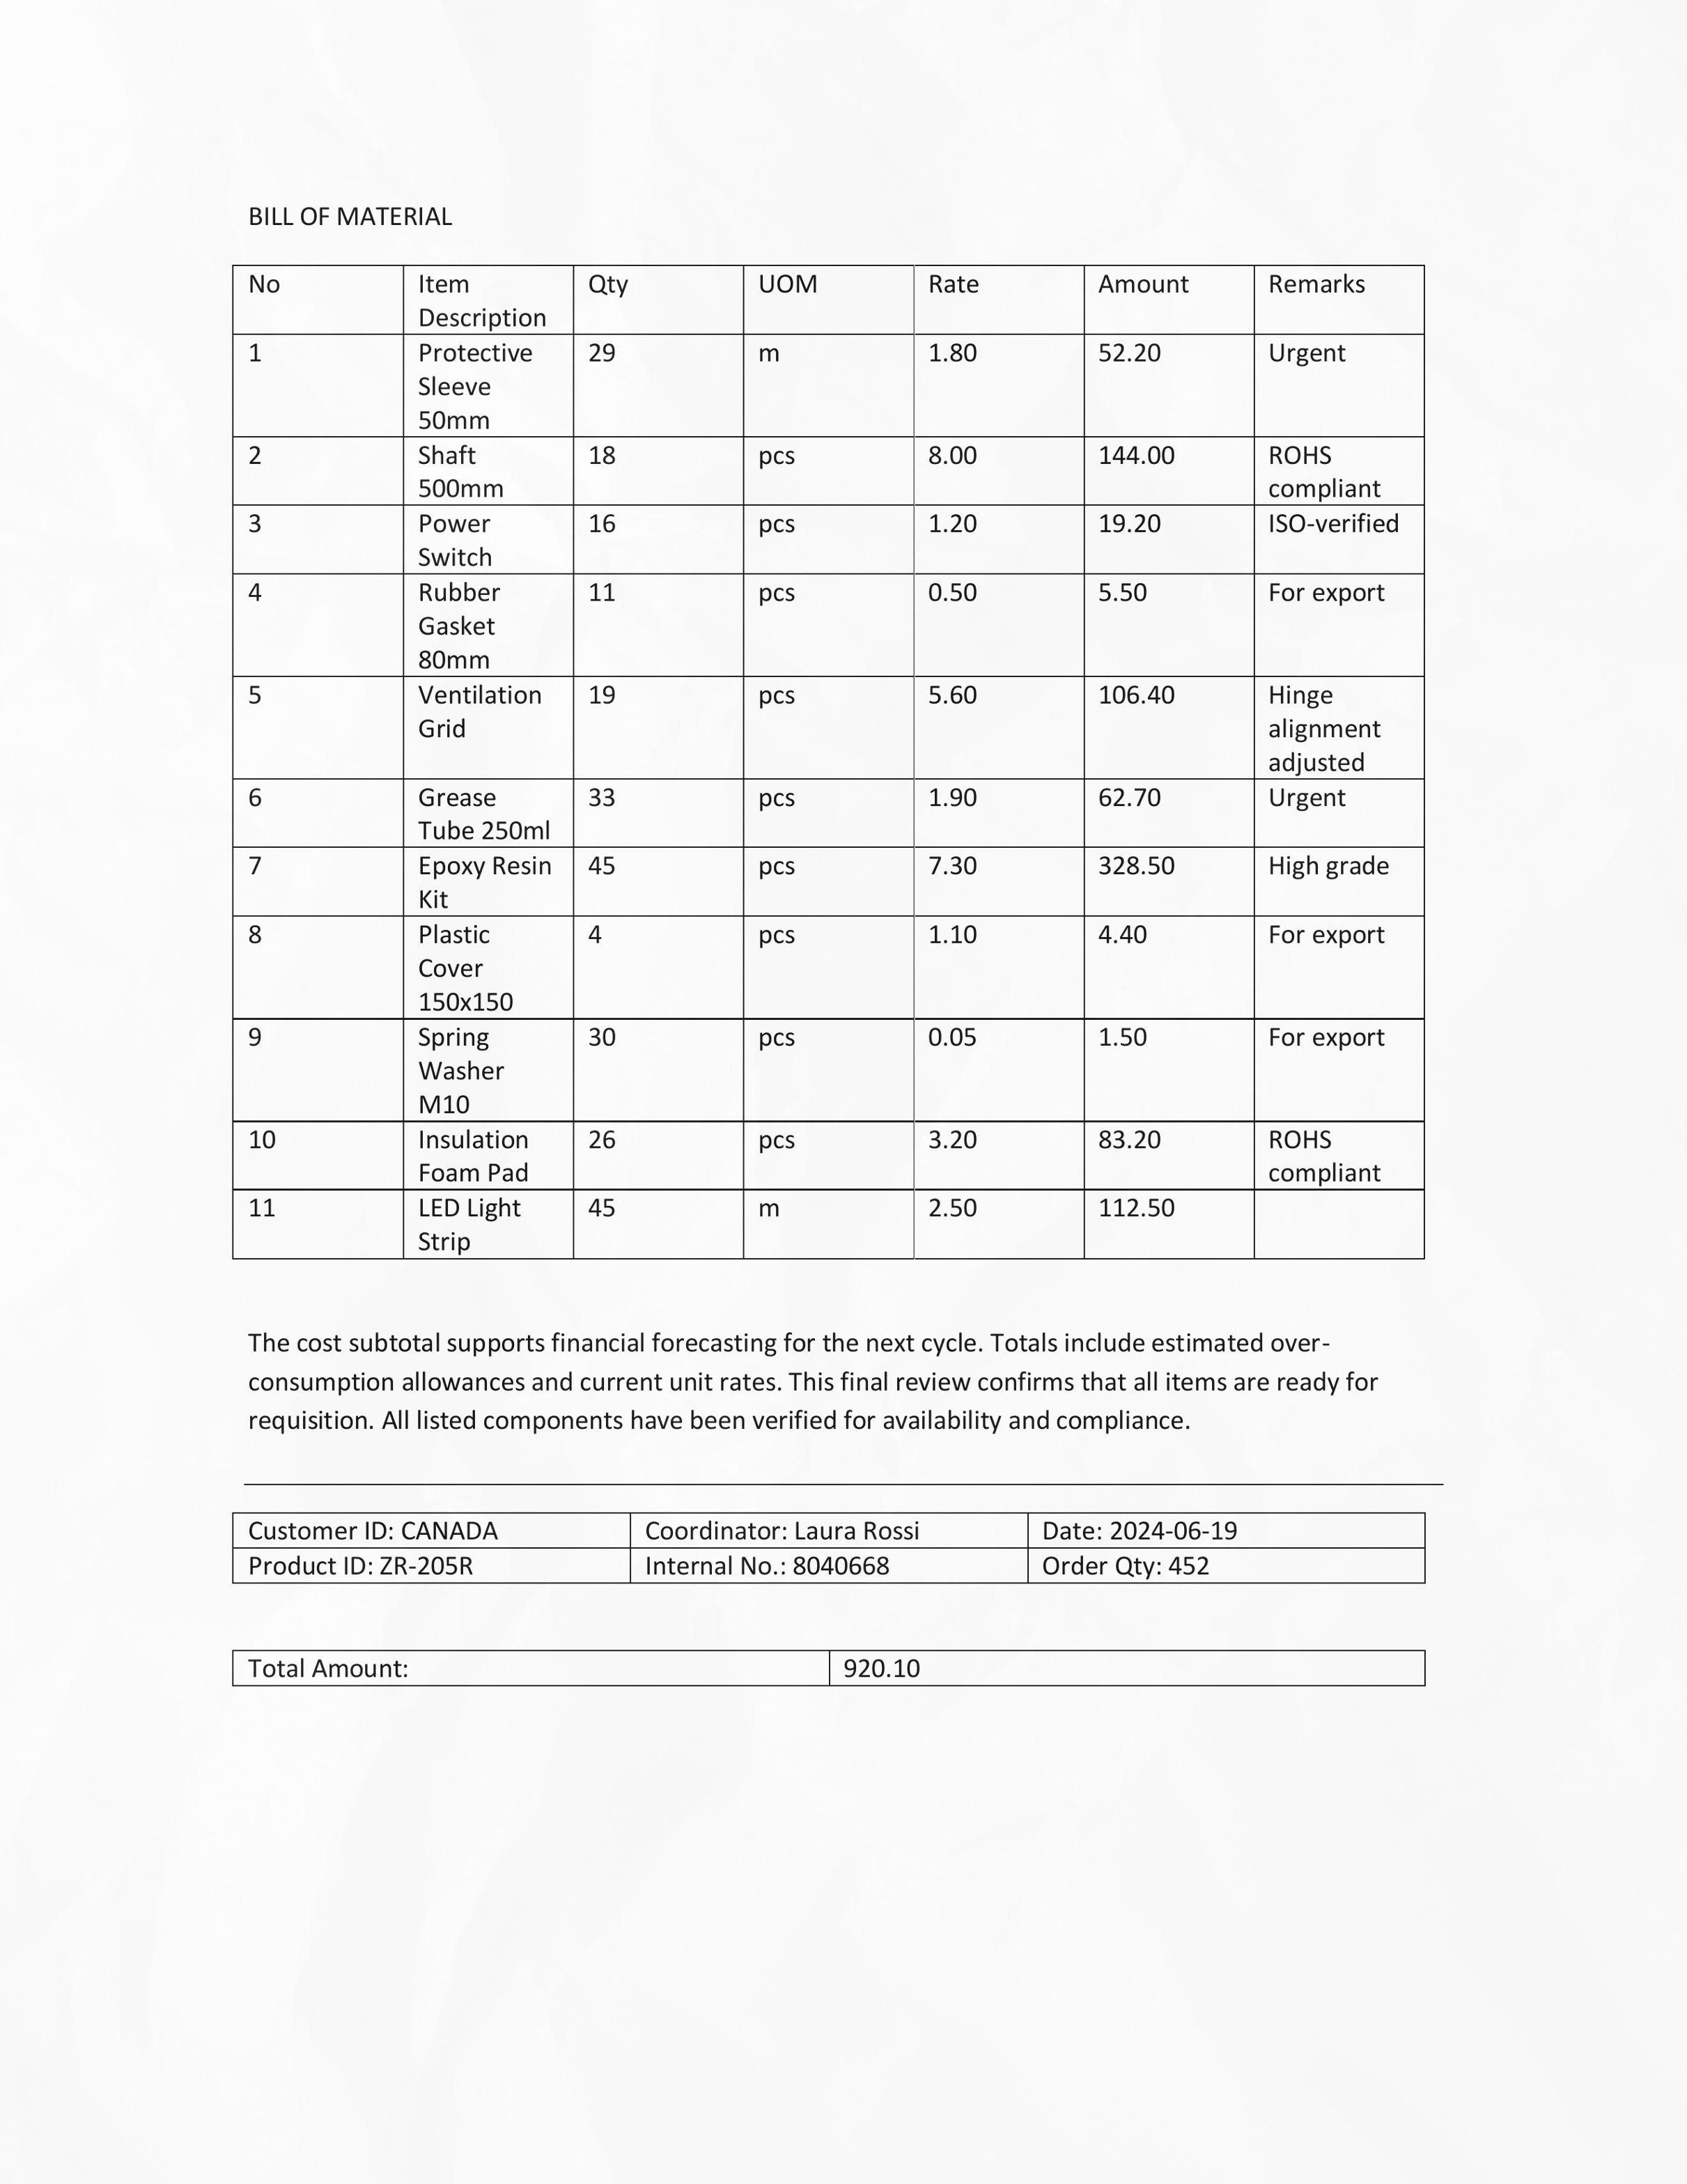 BILL OF MATERIAL
No Item Description Qty UOM Rate Amount Remarks
1 Protective Sleeve 50mm 29 m 1.80 52.20 Urgent
2 Shaft 500mm 18 pcs 8.00 144.00 ROHS compliant
3 Power Switch 16 pcs 1.20 19.20 ISO-verified
4 Rubber Gasket 80mm 11 pcs 0.50 5.50 For export
5 Ventilation Grid 19 pcs 5.60 106.40 Hinge alignment adjusted
6 Grease Tube 250ml 33 pcs 1.90 62.70 Urgent
7 Epoxy Resin Kit 45 pcs 7.30 328.50 High grade
8 Plastic Cover 150x150 4 pcs 1.10 4.40 For export
9 Spring Washer M10 30 pcs 0.05 1.50 For export
10 Insulation Foam Pad 26 pcs 3.20 83.20 ROHS compliant
11 LED Light Strip 45 m 2.50 112.50
The cost subtotal supports financial forecasting for the next cycle. Totals include estimated over-
consumption allowances and current unit rates. This final review confirms that all items are ready for
requisition. All listed components have been verified for availability and compliance.
Customer ID: CANADA Coordinator: Laura Rossi Date: 2024-06-19
Product ID: ZR-205R Internal No.: 8040668 Order Qty: 452
Total Amount: 920.10